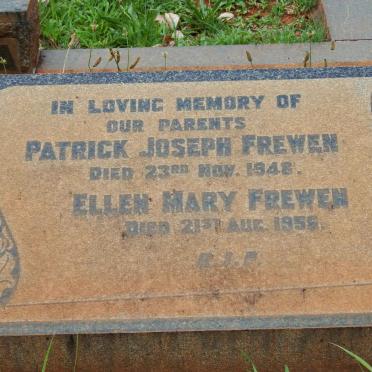 IN LOVING MEMORY OF
OUR PARENTS
PATRICK JOSEPH FREWEN
DIED 23RD NOV. 1948.
ELLEN MARY FREWEN
DIED 21ST AUG. 1958.
R.I.P.